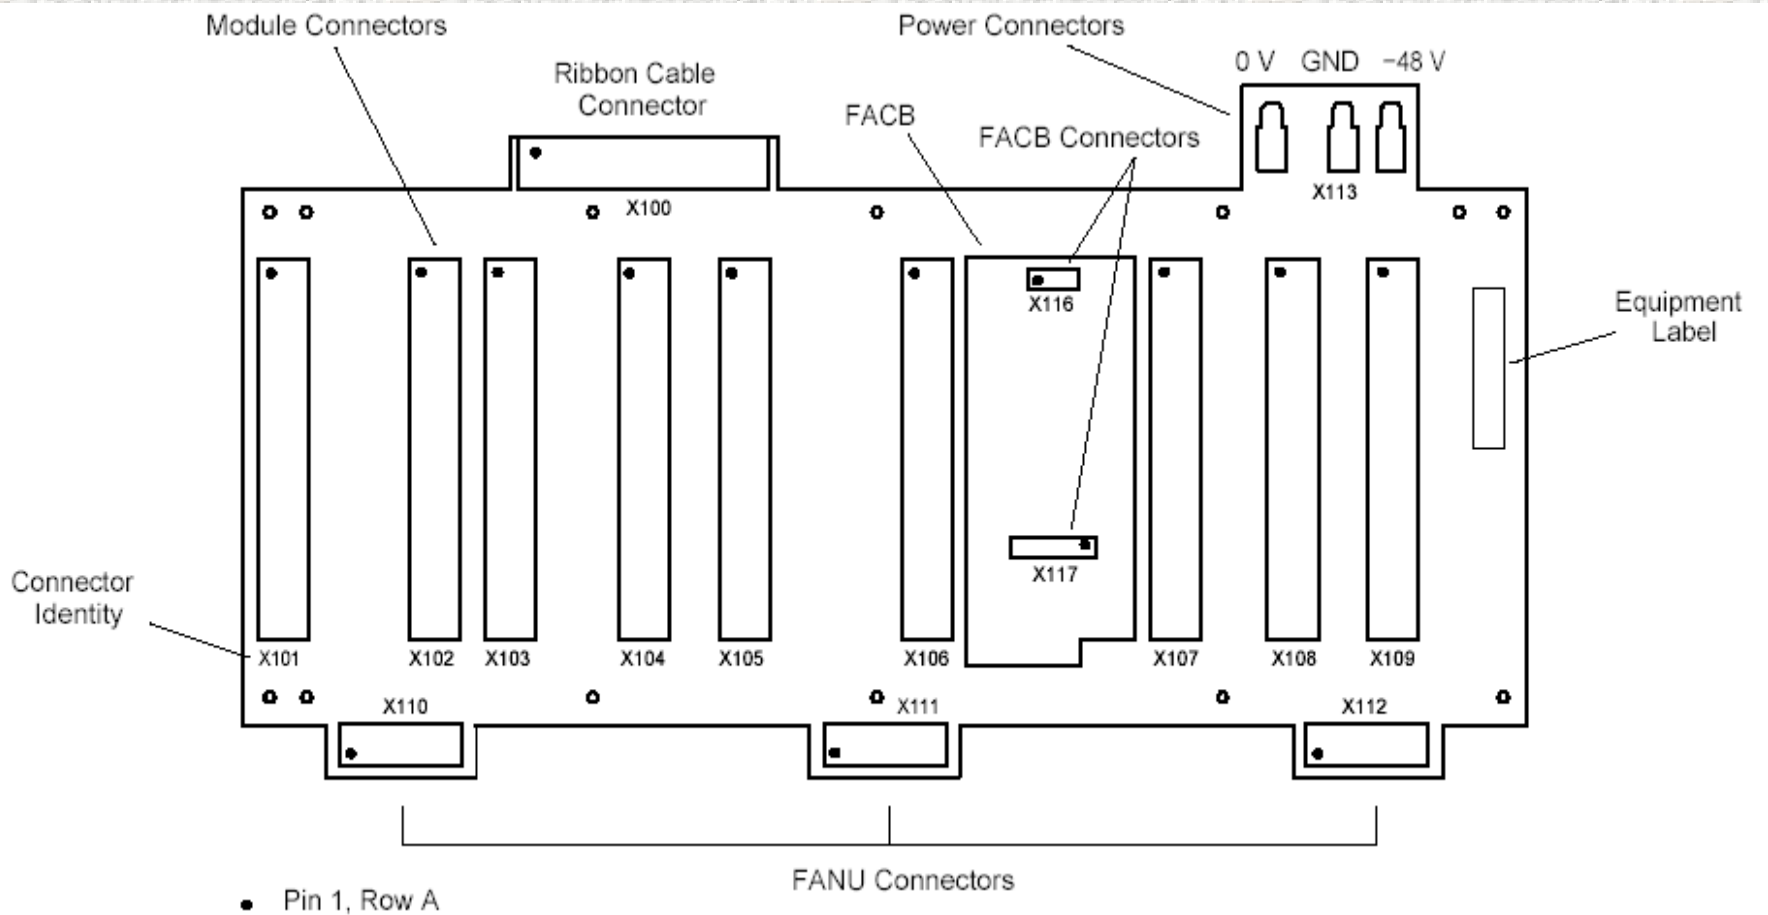 Module Connectors
Power Connectors
0 V GND −48 V
Ribbon Cable
Connector
FACB
FACB Connectors
X100
X113
X116
Equipment
Label
X117
Connector
Identity
X101 X102 X103 X104 X105 X106 X107 X108 X109
X110 X111 X112
FANU Connectors
Pin 1, Row A